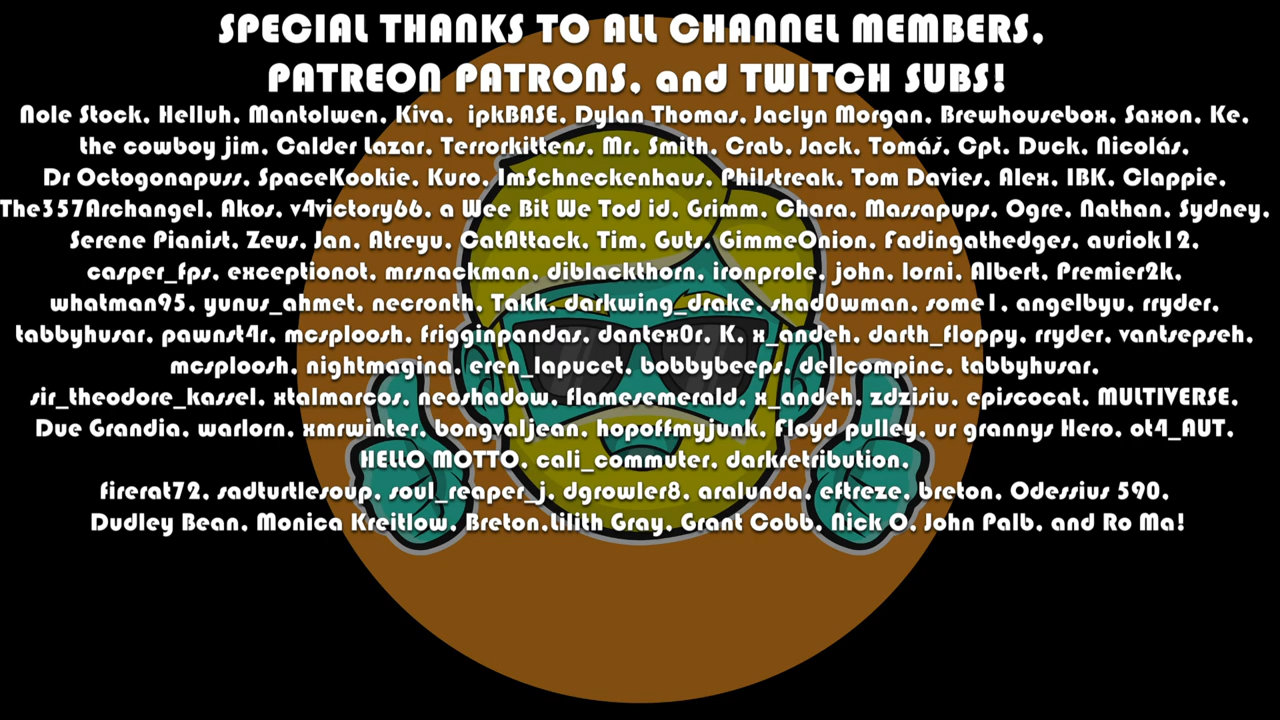 SPECIAL THANKS TO ALL CHANNEL MEMBERS,
PATREON PATRONS, and TWITCH SUBS!
Nole Stock, Helluh, Mantolwen, Kiva, ipkBASE, Dylan Thomas, Jaclyn Morgan, Brewhousebox, Saxon, Ke,
the cowboy jim, Calder Lazar, Terrorkittens, Mr. Smith, Crab, Jack, Tomáš, Cpt. Duck, Nicolás,
Dr Octogonapuss, SpaceKookie, Kuro, ImSchneckenhaus, Philstreak, Tom Davies, Alex, IBK, Clappie,
The357Archangel, Akos, v4victory66, a Wee Bit We Tod id, Grimm, Chara, Massapups, Ogre, Nathan, Sydney,
Serene Pianist, Zeus, Jan, Atreyu, CatAttack, Tim, Guts, GimmeOnion, Fadingathedges, auriok12,
casper_fps, exceptionot, mrsnackman, diblackthorn, ironprole, john, lorni, Albert, Premier2k,
whatman95, yunus_ahmet, necronth, Takk, darkwing_drake, shad0wman, some1, angelbyu, rryder,
tabbyhusar, pawnst4r, mcsploosh, frigginpandas, dantex0r, K, x_andeh, darth_floppy, rryder, vantsepseh,
mcsploosh, nightmagina, eren_lapucet, bobbybeeps, dellcompinc, tabbyhusar,
sir_theodore_kassel, xtalmarcos, neoshadow, flamesemerald, x_andeh, zdzisiu, episcocat, MULTIVERSE,
Due Grandia, warlorn, xmrwinter, bongvaljean, hopoffmyjunk, Floyd pulley, ur grannys Hero, ot4_AUT,
HELLO MOTTO, cali_commuter, darkretribution,
firerat72, sadturtlesoup, soul_reaper_j, dgrowler8, aralunda, eftreze, breton, Odessius 590,
Dudley Bean, Monica Kreitlow, Breton,Lilith Gray, Grant Cobb, Nick O, John Palb, and Ro Ma!